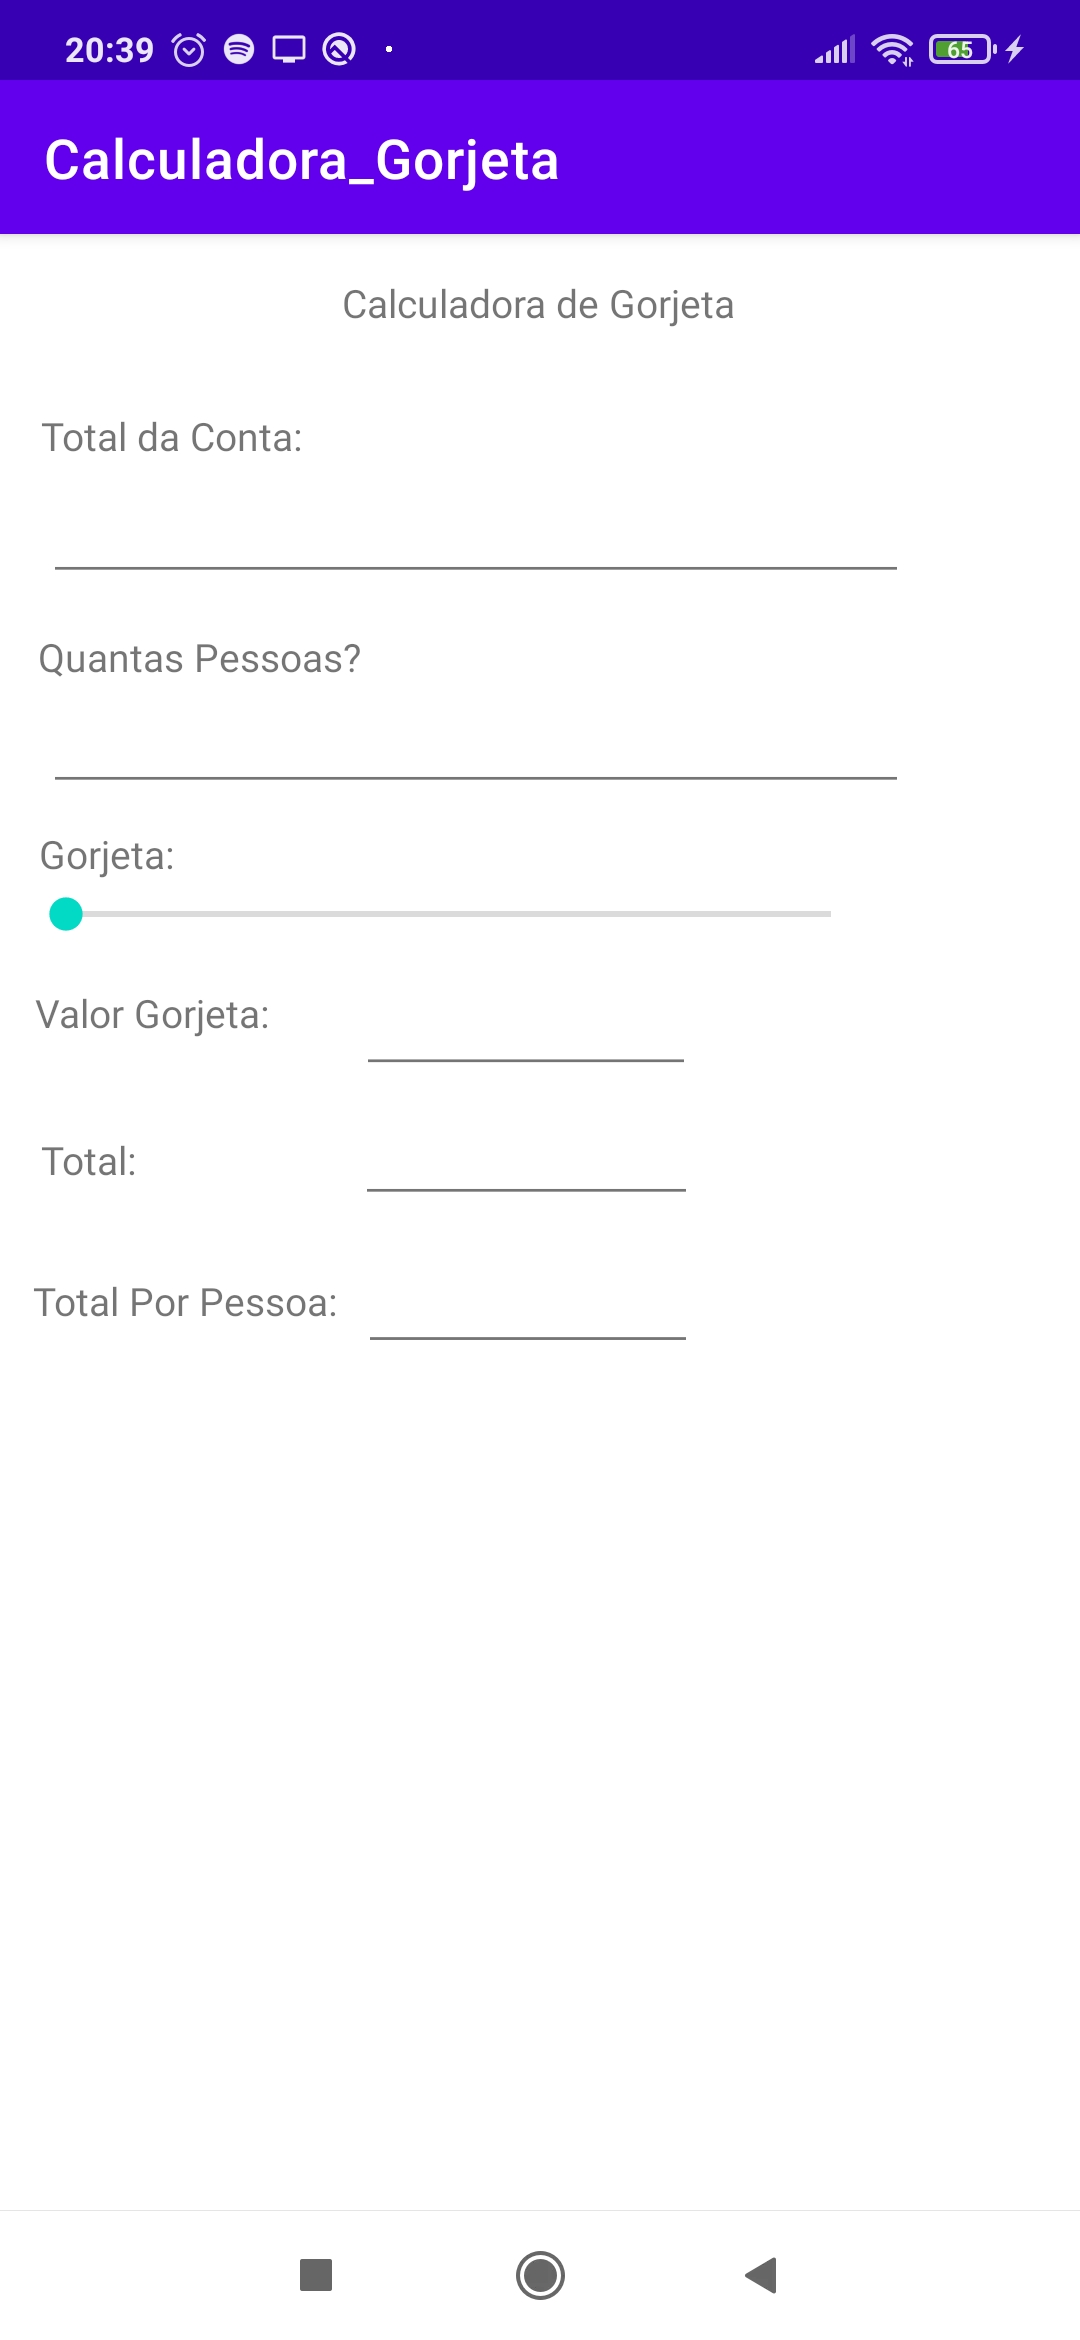 20:39
65
Calculadora_Gorjeta
Calculadora de Gorjeta
Total da Conta:
Quantas Pessoas?
Gorjeta:
Valor Gorjeta:
Total:
Total Por Pessoa: